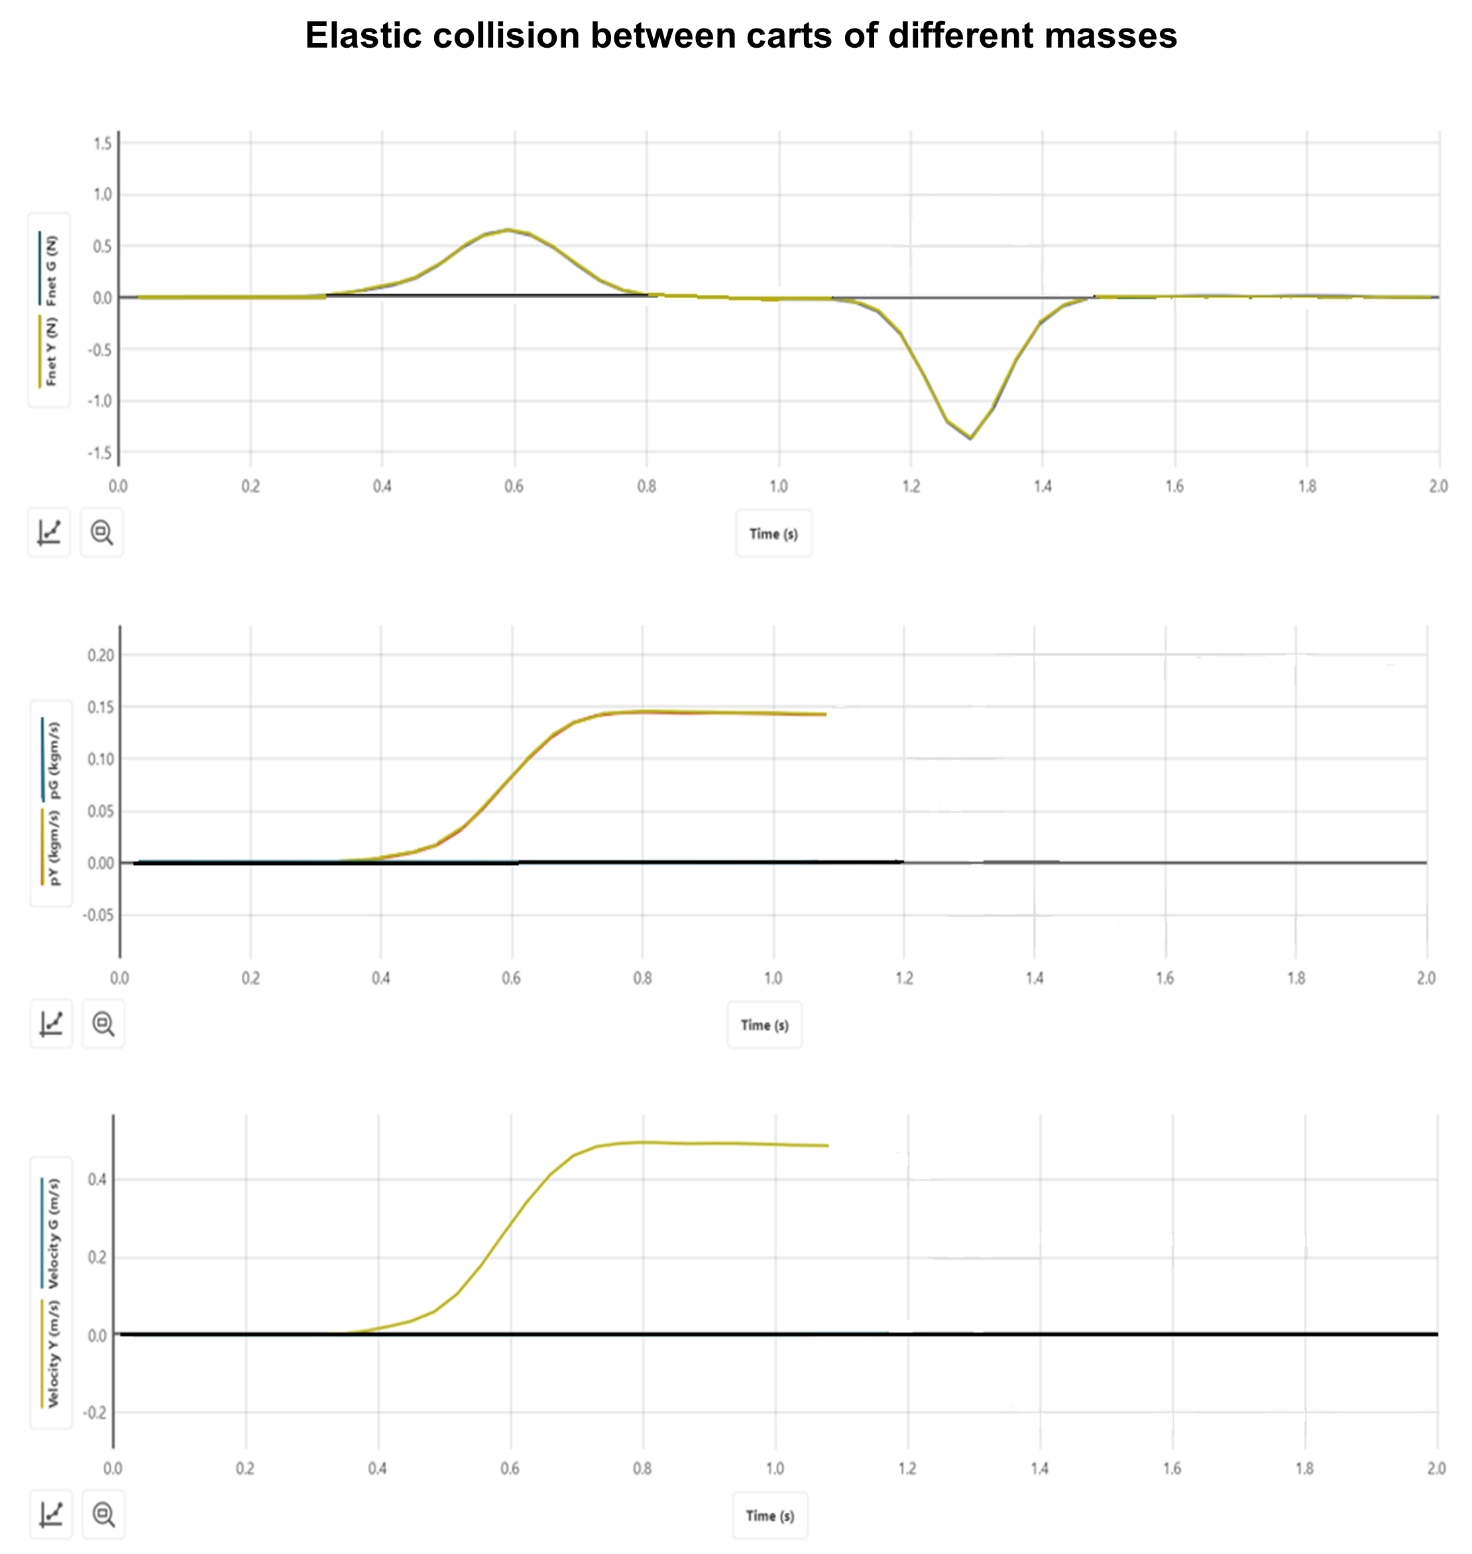 Elastic collision between carts of different masses
Fnet G (N)
Fnet Y (N)
1.5
1.0
0.5
0.0
-0.5
-1.0
-1.5
0.0 0.2 0.4 0.6 0.8 1.0 1.2 1.4 1.6 1.8 2.0
Time (s)
pG (kgm/s)
pY (kgm/s)
0.20
0.15
0.10
0.05
0.00
-0.05
0.0 0.2 0.4 0.6 0.8 1.0 1.2 1.4 1.6 1.8 2.0
Time (s)
Velocity G (m/s)
Velocity Y (m/s)
0.4
0.2
0.0
-0.2
0.0 0.2 0.4 0.6 0.8 1.0 1.2 1.4 1.6 1.8 2.0
Time (s)